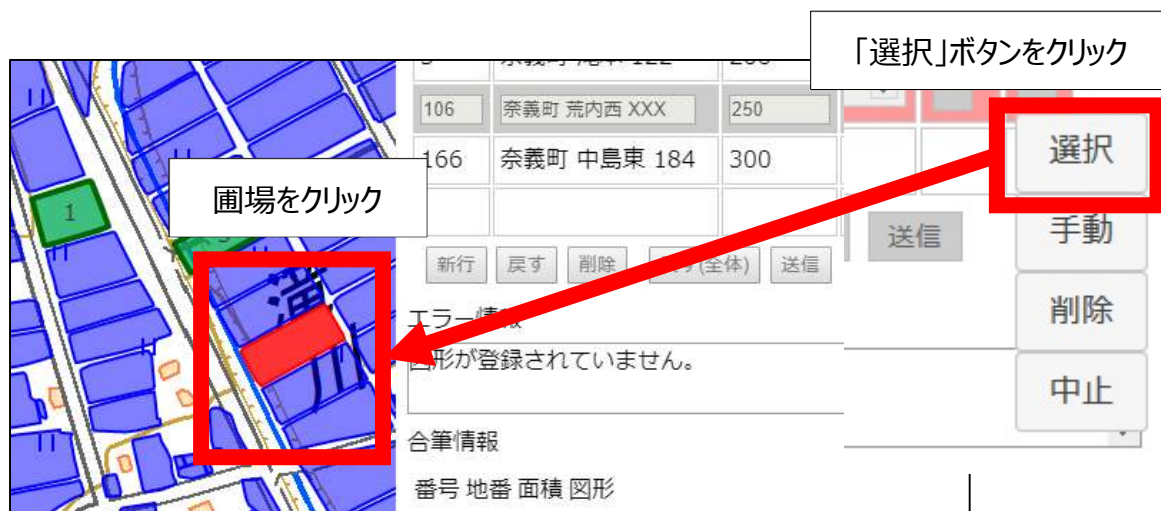 「選択」ボタンをクリック
106 奈義町 荒内西 XXX 250
166 奈義町 中島東 184 300
選択
圃場をクリック
1
手動
送信
新行 戻す 削除 (全体) 送信
削除
エラー情報
図形が登録されていません。
中止
合筆情報
番号 地番 面積 図形